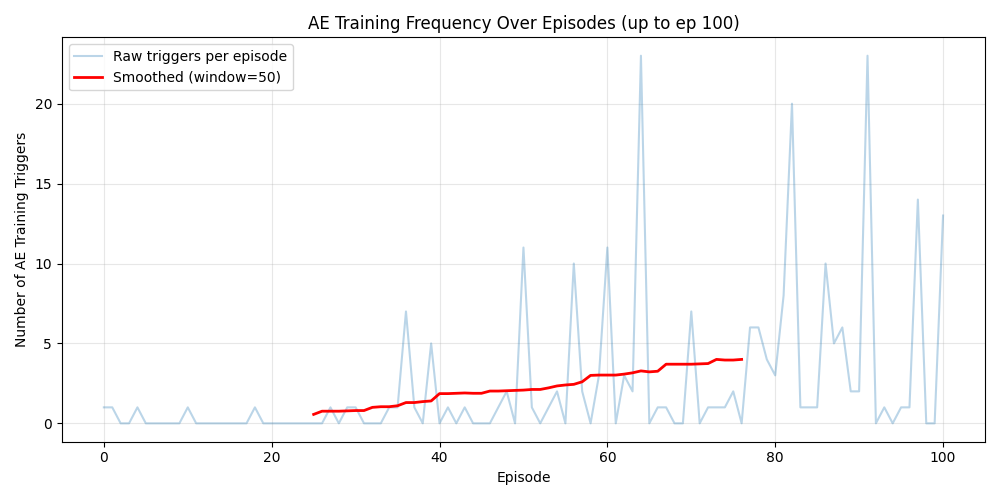 AE Training Frequency Over Episodes (up to ep 100)
Raw triggers per episode
Smoothed (window=50)
Number of AE Training Triggers
20
15
10
5
0
0 20 40 60 80 100
Episode